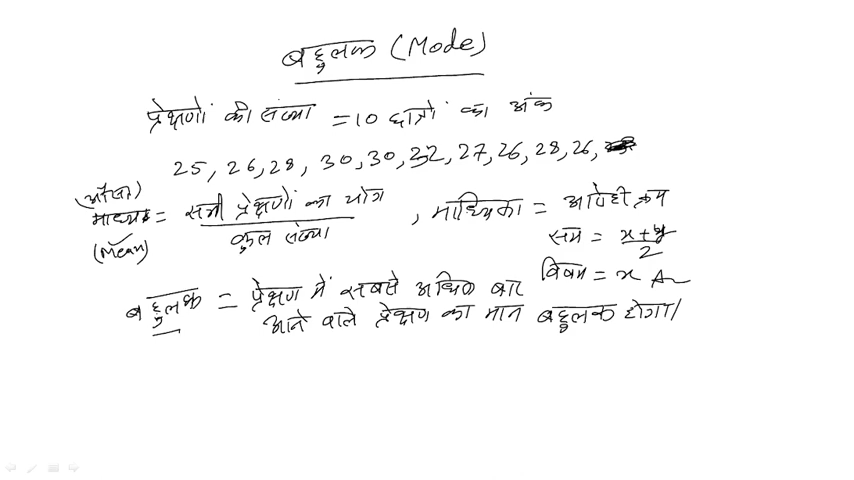 बहुलक (Mode)
प्रेक्षणों की संख्या = 10 छात्रों का अंक
25, 26, 28, 30, 30, 32, 27, 26, 28, 26,
(औसत)
माध्य = सभी प्रेक्षणों का योग / कुल संख्या , माध्यिका = आरोही क्रम
(Mean)
सम = x+y / 2
विषम = x
बहुलक = प्रेक्षण में सबसे अधिक बार
आने वाले प्रेक्षण का मान बहुलक होगा।